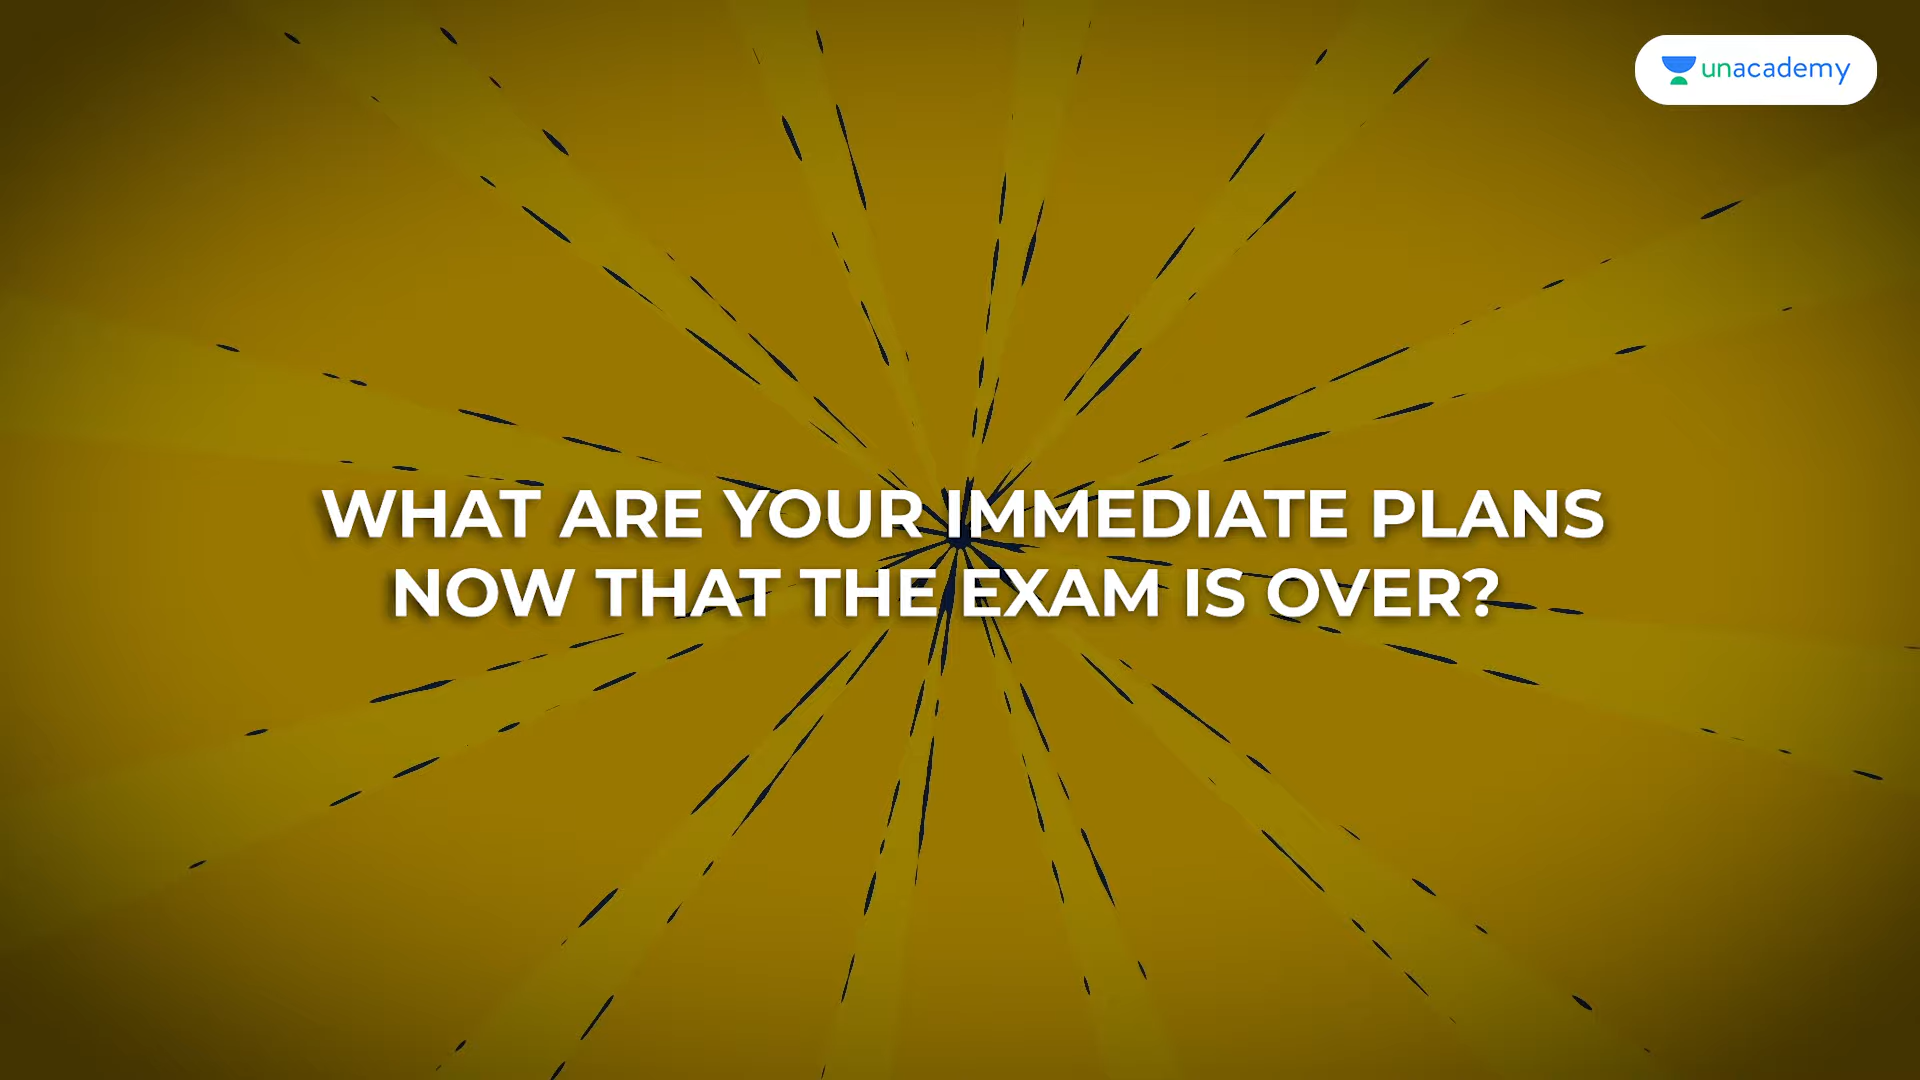 unacademy
WHAT ARE YOUR IMMEDIATE PLANS
NOW THAT THE EXAM IS OVER?